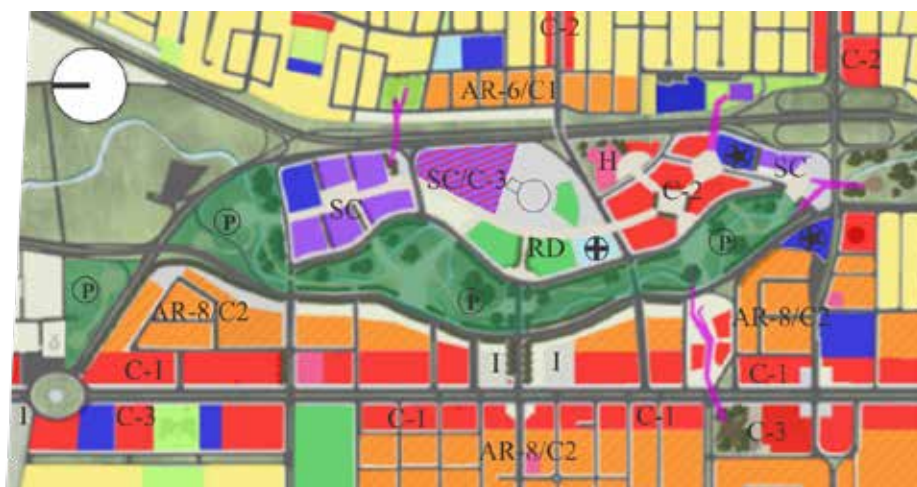 C-2
C-2
AR-6/C1
H
SC
SC/C-3
C-2
SC
P
RD
P
P
P
AR-8/C2
AR-8/C2
I
I
C-1
C-1
I
C-3
C-1
C-1
C-3
AR-8/C2